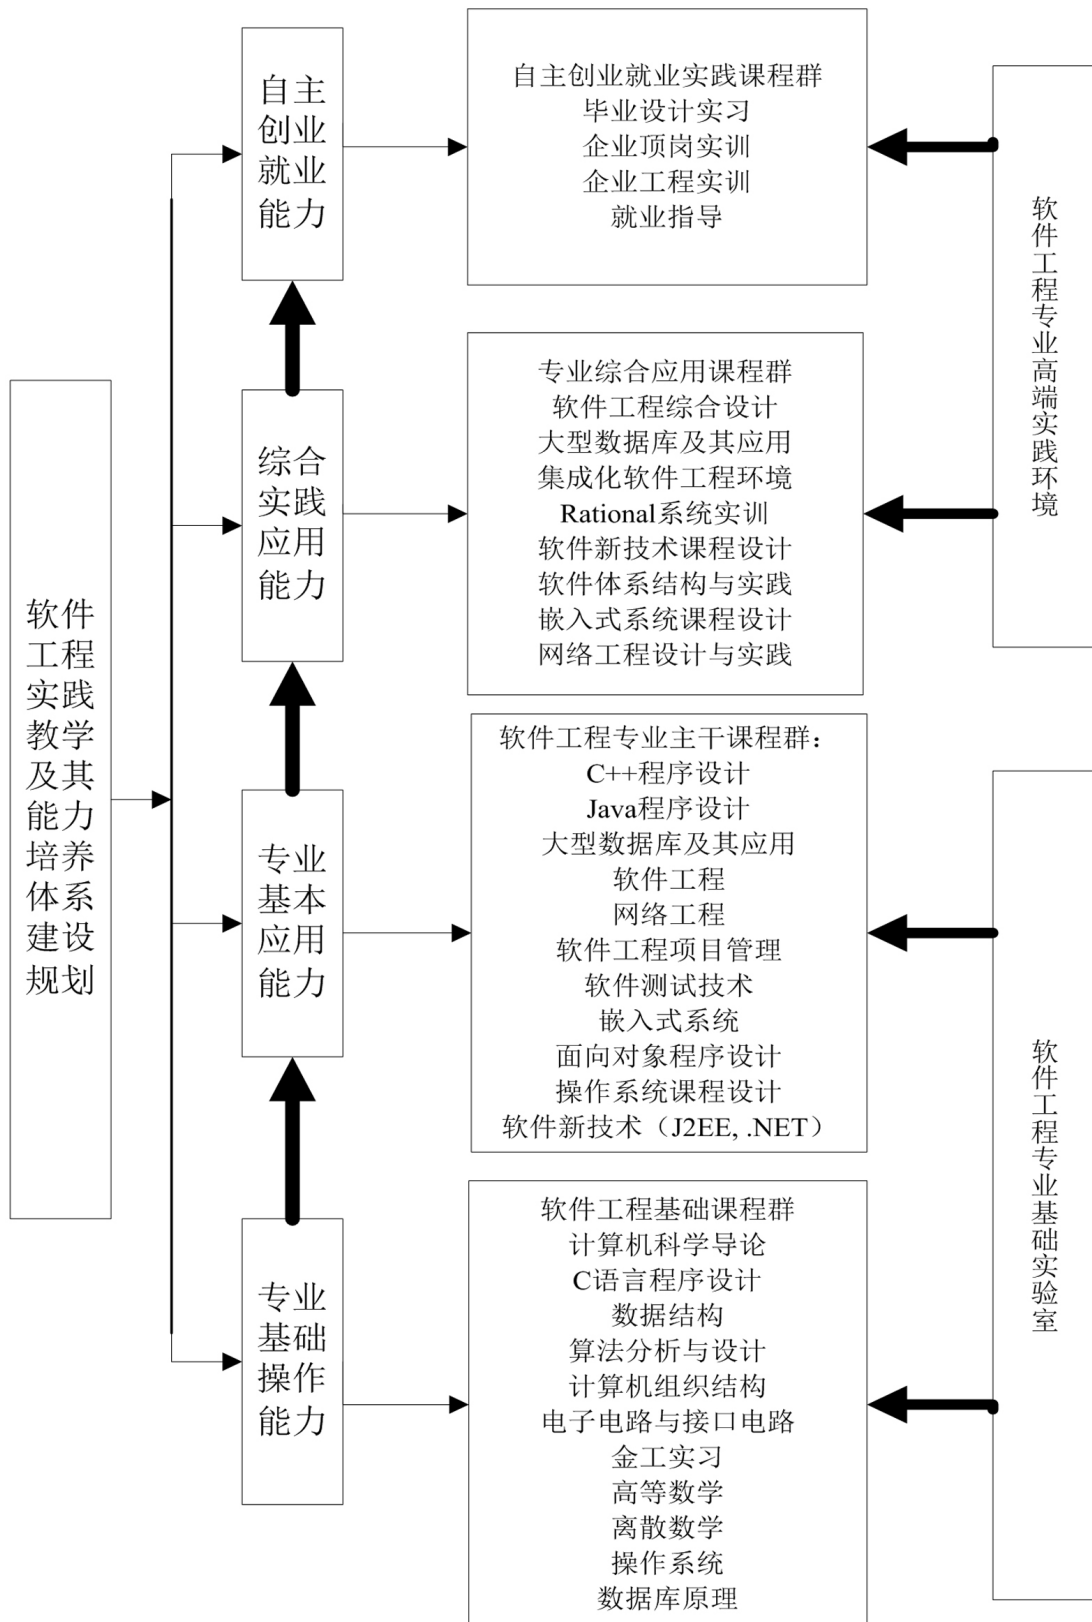 软件
工程
实践
教学
及其
能力
培养
体系
建设
规划
自主
创业
就业
能力
自主创业就业实践课程群
毕业设计实习
企业顶岗实训
企业工程实训
就业指导
综合
实践
应用
能力
专业综合应用课程群
软件工程综合设计
大型数据库及其应用
集成化软件工程环境
Rational系统实训
软件新技术课程设计
软件体系结构与实践
嵌入式系统课程设计
网络工程设计与实践
专业
基本
应用
能力
软件工程专业主干课程群：
C++程序设计
Java程序设计
大型数据库及其应用
软件工程
网络工程
软件工程项目管理
软件测试技术
嵌入式系统
面向对象程序设计
操作系统课程设计
软件新技术（J2EE, .NET）
专业
基础
操作
能力
软件工程基础课程群
计算机科学导论
C语言程序设计
数据结构
算法分析与设计
计算机组织结构
电子电路与接口电路
金工实习
高等数学
离散数学
操作系统
数据库原理
软件工程专业高端实践环境
软件工程专业基础实验室